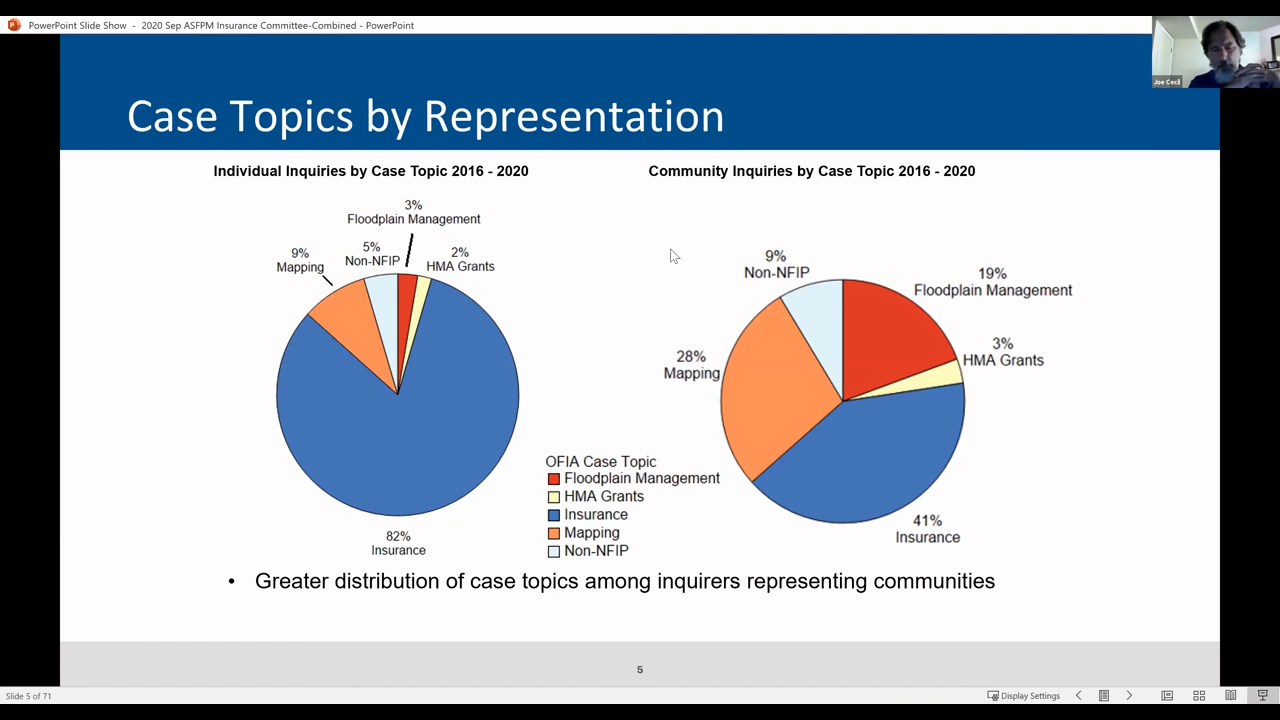 PowerPoint Slide Show - 2020 Sep ASFPM Insurance Committee-Combined - PowerPoint
Joe Cecil
Case Topics by Representation
Individual Inquiries by Case Topic 2016 - 2020
3%
Floodplain Management
9%
Mapping
5%
Non-NFIP
2%
HMA Grants
82%
Insurance
Community Inquiries by Case Topic 2016 - 2020
9%
Non-NFIP
19%
Floodplain Management
3%
HMA Grants
28%
Mapping
41%
Insurance
OFIA Case Topic
Floodplain Management
HMA Grants
Insurance
Mapping
Non-NFIP
• Greater distribution of case topics among inquirers representing communities
5
Slide 5 of 71
Display Settings